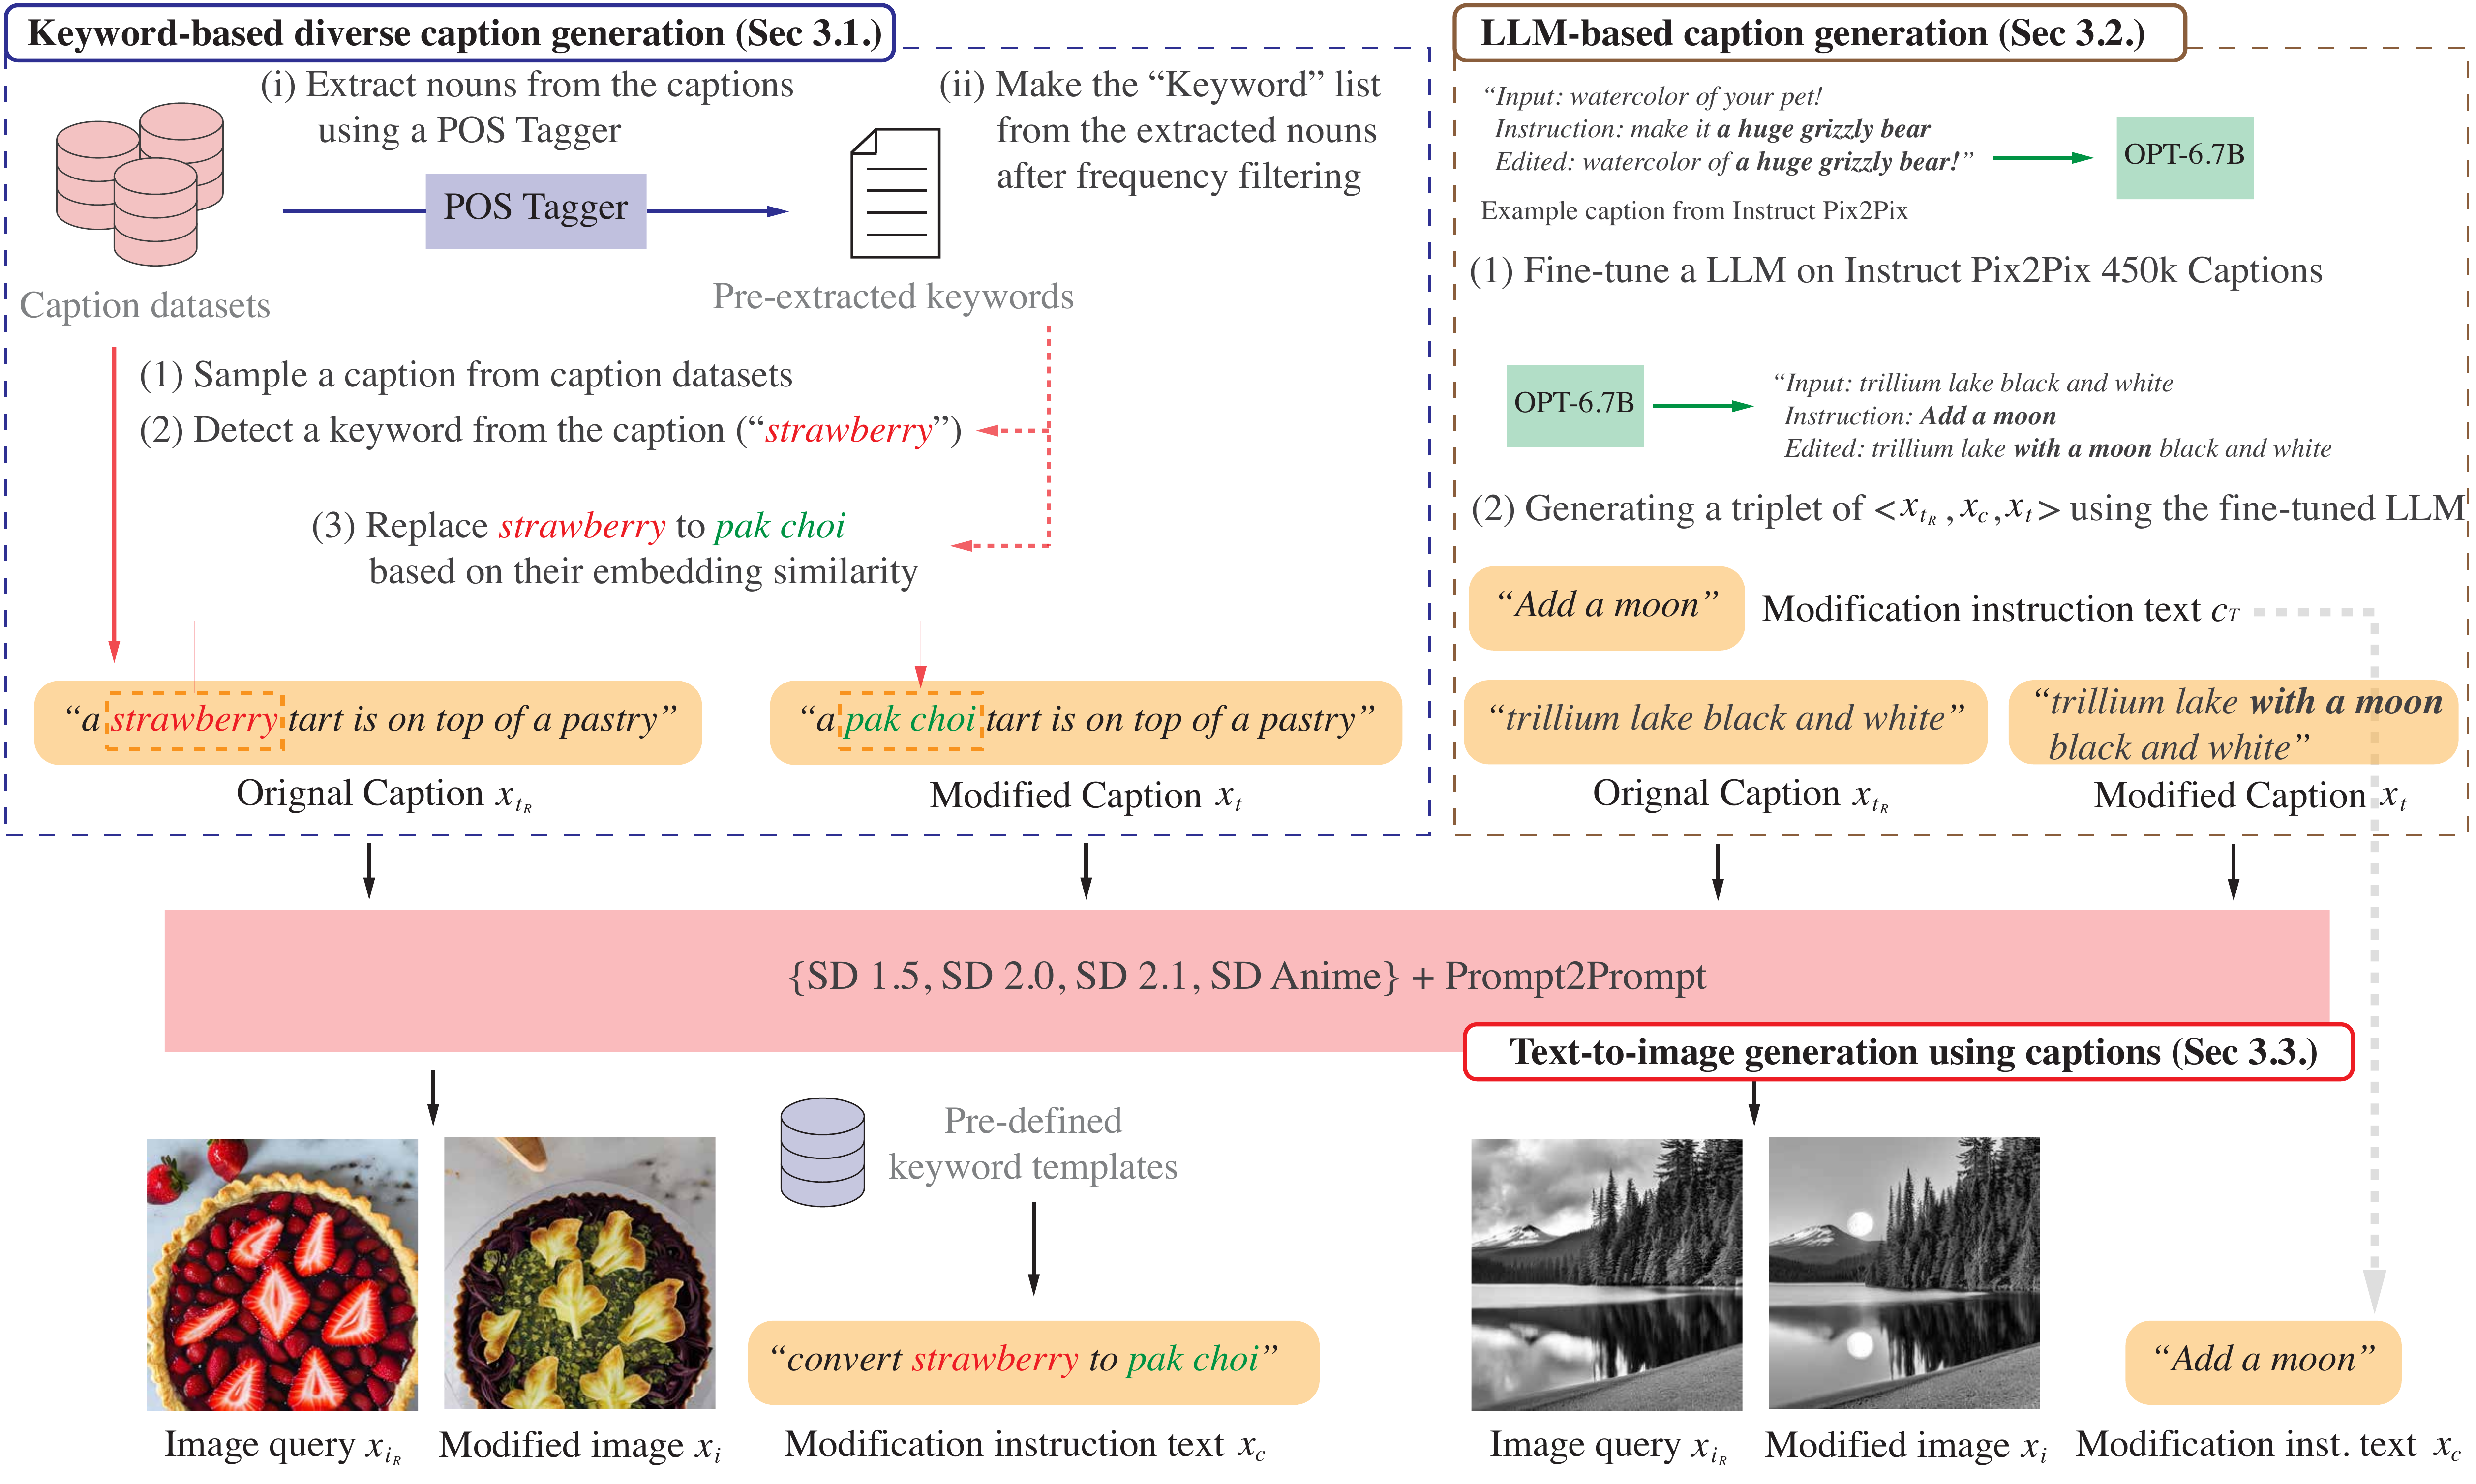 Keyword-based diverse caption generation (Sec 3.1.)
(i) Extract nouns from the captions
using a POS Tagger
(ii) Make the “Keyword” list
from the extracted nouns
after frequency filtering
POS Tagger
Caption datasets
Pre-extracted keywords
(1) Sample a caption from caption datasets
(2) Detect a keyword from the caption (“strawberry”)
(3) Replace strawberry to pak choi
based on their embedding similarity
“a strawberry tart is on top of a pastry”
“a pak choi tart is on top of a pastry”
Orignal Caption x_{t_R}
Modified Caption x_t
LLM-based caption generation (Sec 3.2.)
“Input: watercolor of your pet!
Instruction: make it a huge grizzly bear
Edited: watercolor of a huge grizzly bear!”
OPT-6.7B
Example caption from Instruct Pix2Pix
(1) Fine-tune a LLM on Instruct Pix2Pix 450k Captions
OPT-6.7B
“Input: trillium lake black and white
Instruction: Add a moon
Edited: trillium lake with a moon black and white
(2) Generating a triplet of <x_{t_R}, x_c, x_t> using the fine-tuned LLM
“Add a moon” Modification instruction text c_T
“trillium lake black and white”
“trillium lake with a moon
black and white”
Orignal Caption x_{t_R}
Modified Caption x_t
{SD 1.5, SD 2.0, SD 2.1, SD Anime} + Prompt2Prompt
Text-to-image generation using captions (Sec 3.3.)
Pre-defined
keyword templates
“convert strawberry to pak choi”
“Add a moon”
Image query x_{i_R}
Modified image x_i
Modification instruction text x_c
Image query x_{i_R}
Modified image x_i
Modification inst. text x_c